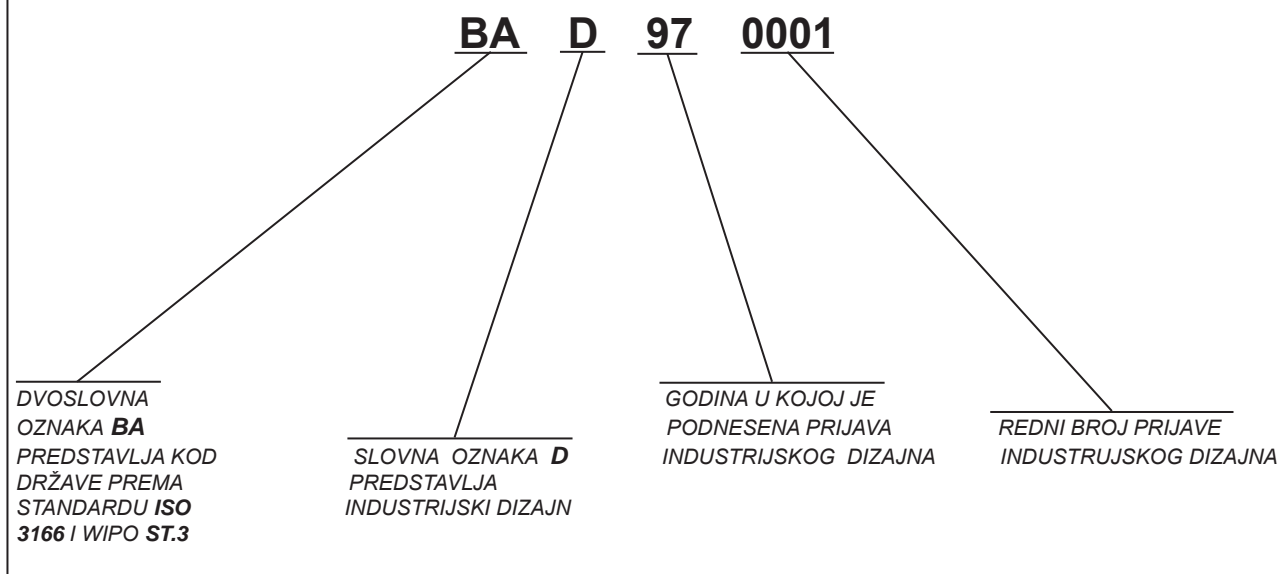 BA D 97 0001
DVOSLOVNA
OZNAKA BA
PREDSTAVLJA KOD
DRŽAVE PREMA
STANDARDU ISO
3166 I WIPO ST.3
SLOVNA OZNAKA D
PREDSTAVLJA
INDUSTRIJSKI DIZAJN
GODINA U KOJOJ JE
PODNESENA PRIJAVA
INDUSTRIJSKOG DIZAJNA
REDNI BROJ PRIJAVE
INDUSTRUJSKOG DIZAJNA